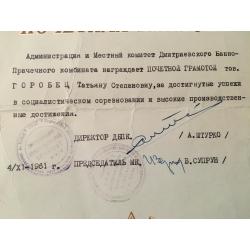 Администрация и Местный комитет Дмитриевского Банно-
Прачечного комбината награждает ПОЧЕТНОЙ ГРАМОТОЙ тов.
ГОРОБЕЦ Татьяну Степановну, за достигнутые успехи
в социалистическом соревновании и высокие производствен-
ные достижения.
ДИРЕКТОР ДБПК /А.ШТУРКО/
4/XI-1961 г. ПРЕДСЕДАТЕЛЬ МК В.СУПРУН/